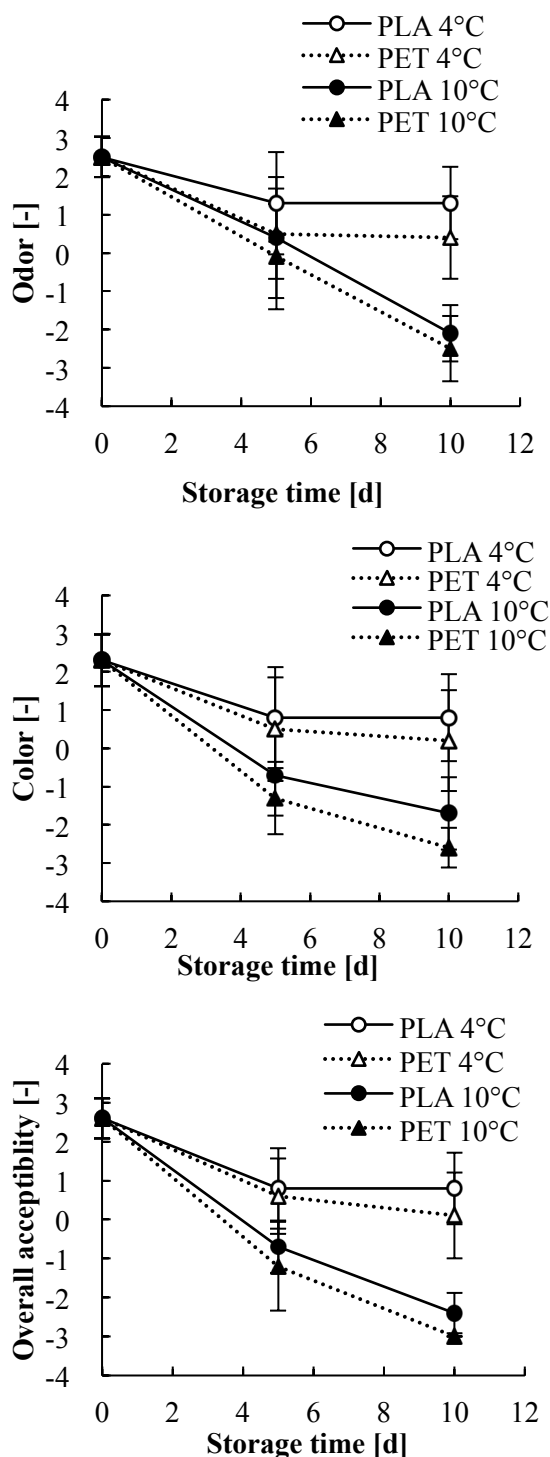 PLA 4°C
PET 4°C
PLA 10°C
PET 10°C
4
3
2
1
0
-1
-2
-3
-4
Odor [-]
0 2 4 6 8 10 12
Storage time [d]
PLA 4°C
PET 4°C
PLA 10°C
PET 10°C
4
3
2
1
0
-1
-2
-3
-4
Color [-]
0 2 4 6 8 10 12
Storage time [d]
PLA 4°C
PET 4°C
PLA 10°C
PET 10°C
4
3
2
1
0
-1
-2
-3
-4
Overall acceptiblity [-]
0 2 4 6 8 10 12
Storage time [d]